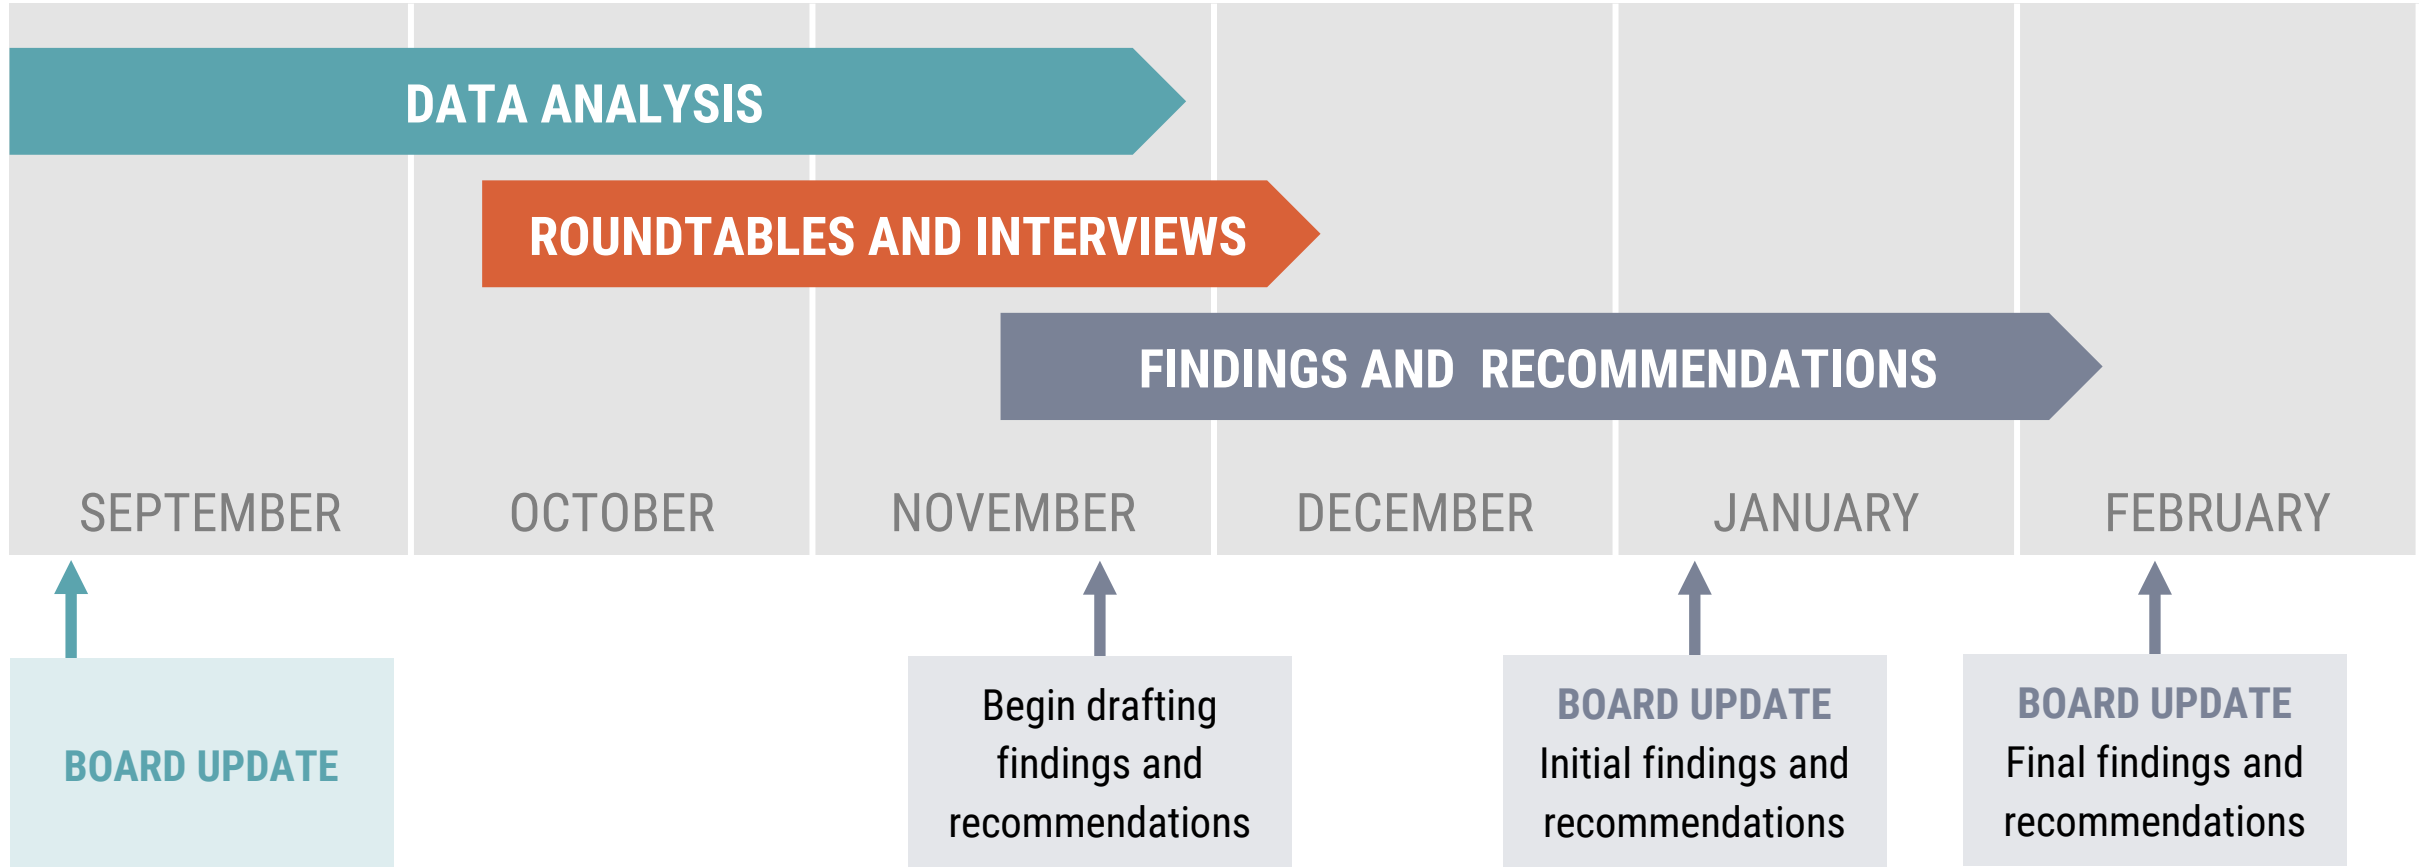 DATA ANALYSIS
ROUNDTABLES AND INTERVIEWS
FINDINGS AND RECOMMENDATIONS
SEPTEMBER
OCTOBER
NOVEMBER
DECEMBER
JANUARY
FEBRUARY
BOARD UPDATE
Begin drafting
findings and
recommendations
BOARD UPDATE
Initial findings and
recommendations
BOARD UPDATE
Final findings and
recommendations